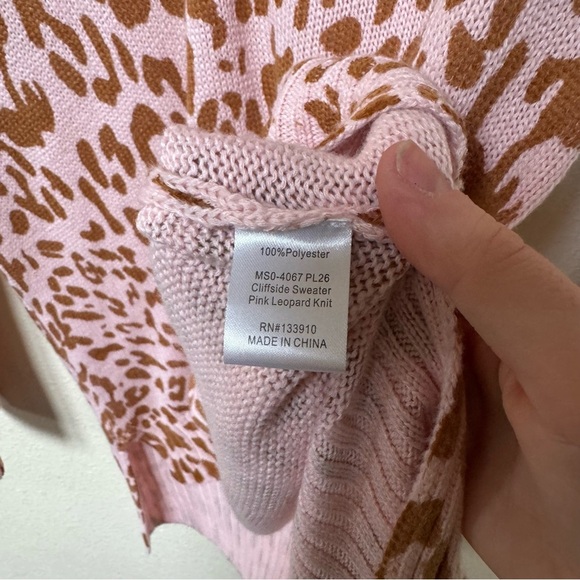 100%Polyester
MS0-4067 PL26
Cliffside Sweater
Pink Leopard Knit
RN#133910
MADE IN CHINA